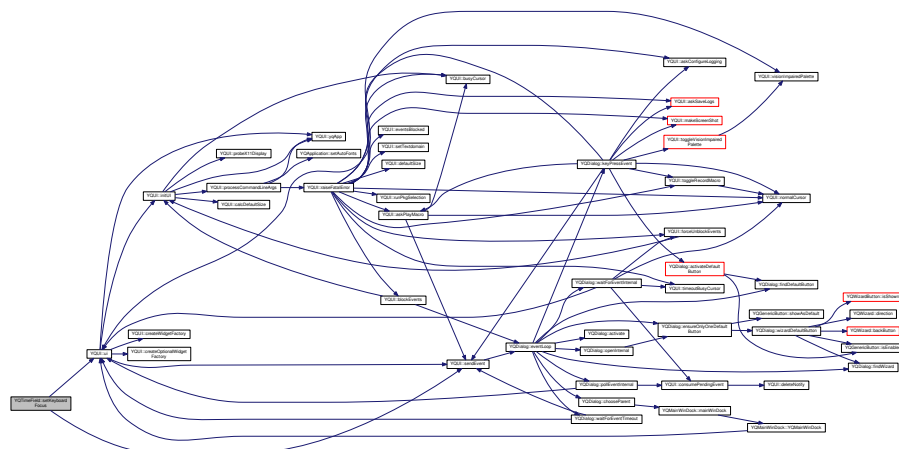 YQTimeField::setKeyboard
Focus
YQUI::ui
YQUI::initUI
YQUI::createWidgetFactory
YQUI::createOptionalWidget
Factory
YQUI::probeX11Display
YQUI::processCommandLineArgs
YQUI::calcDefaultSize
YQUI::yqApp
YQApplication::setAutoFonts
YQUI::raiseFatalError
YQUI::blockEvents
YQUI::busyCursor
YQUI::eventsBlocked
YQUI::setTextdomain
YQUI::defaultSize
YQUI::runPkgSelection
YQUI::askPlayMacro
YQUI::sendEvent
YQDialog::eventLoop
YQDialog::keyPressEvent
YQDialog::waitForEventInternal
YQDialog::activate
YQDialog::openInternal
YQDialog::pollEventInternal
YQDialog::chooseParent
YQDialog::waitForEventTimeout
YQUI::askConfigureLogging
YQUI::askSaveLogs
YQUI::makeScreenShot
YQUI::toggleVisionImpaired
Palette
YQUI::toggleRecordMacro
YQUI::forceUnblockEvents
YQDialog::activateDefault
Button
YQUI::timeoutBusyCursor
YQDialog::ensureOnlyOneDefault
Button
YQUI::consumePendingEvent
YQMainWinDock::mainWinDock
YQUI::visionImpairedPalette
YQUI::normalCursor
YQDialog::findDefaultButton
YQGenericButton::showAsDefault
YQDialog::wizardDefaultButton
YQUI::deleteNotify
YQMainWinDock::YQMainWinDock
YQWizardButton::isShown
YQWizard::direction
YQWizard::backButton
YQGenericButton::isEnabled
YQDialog::findWizard